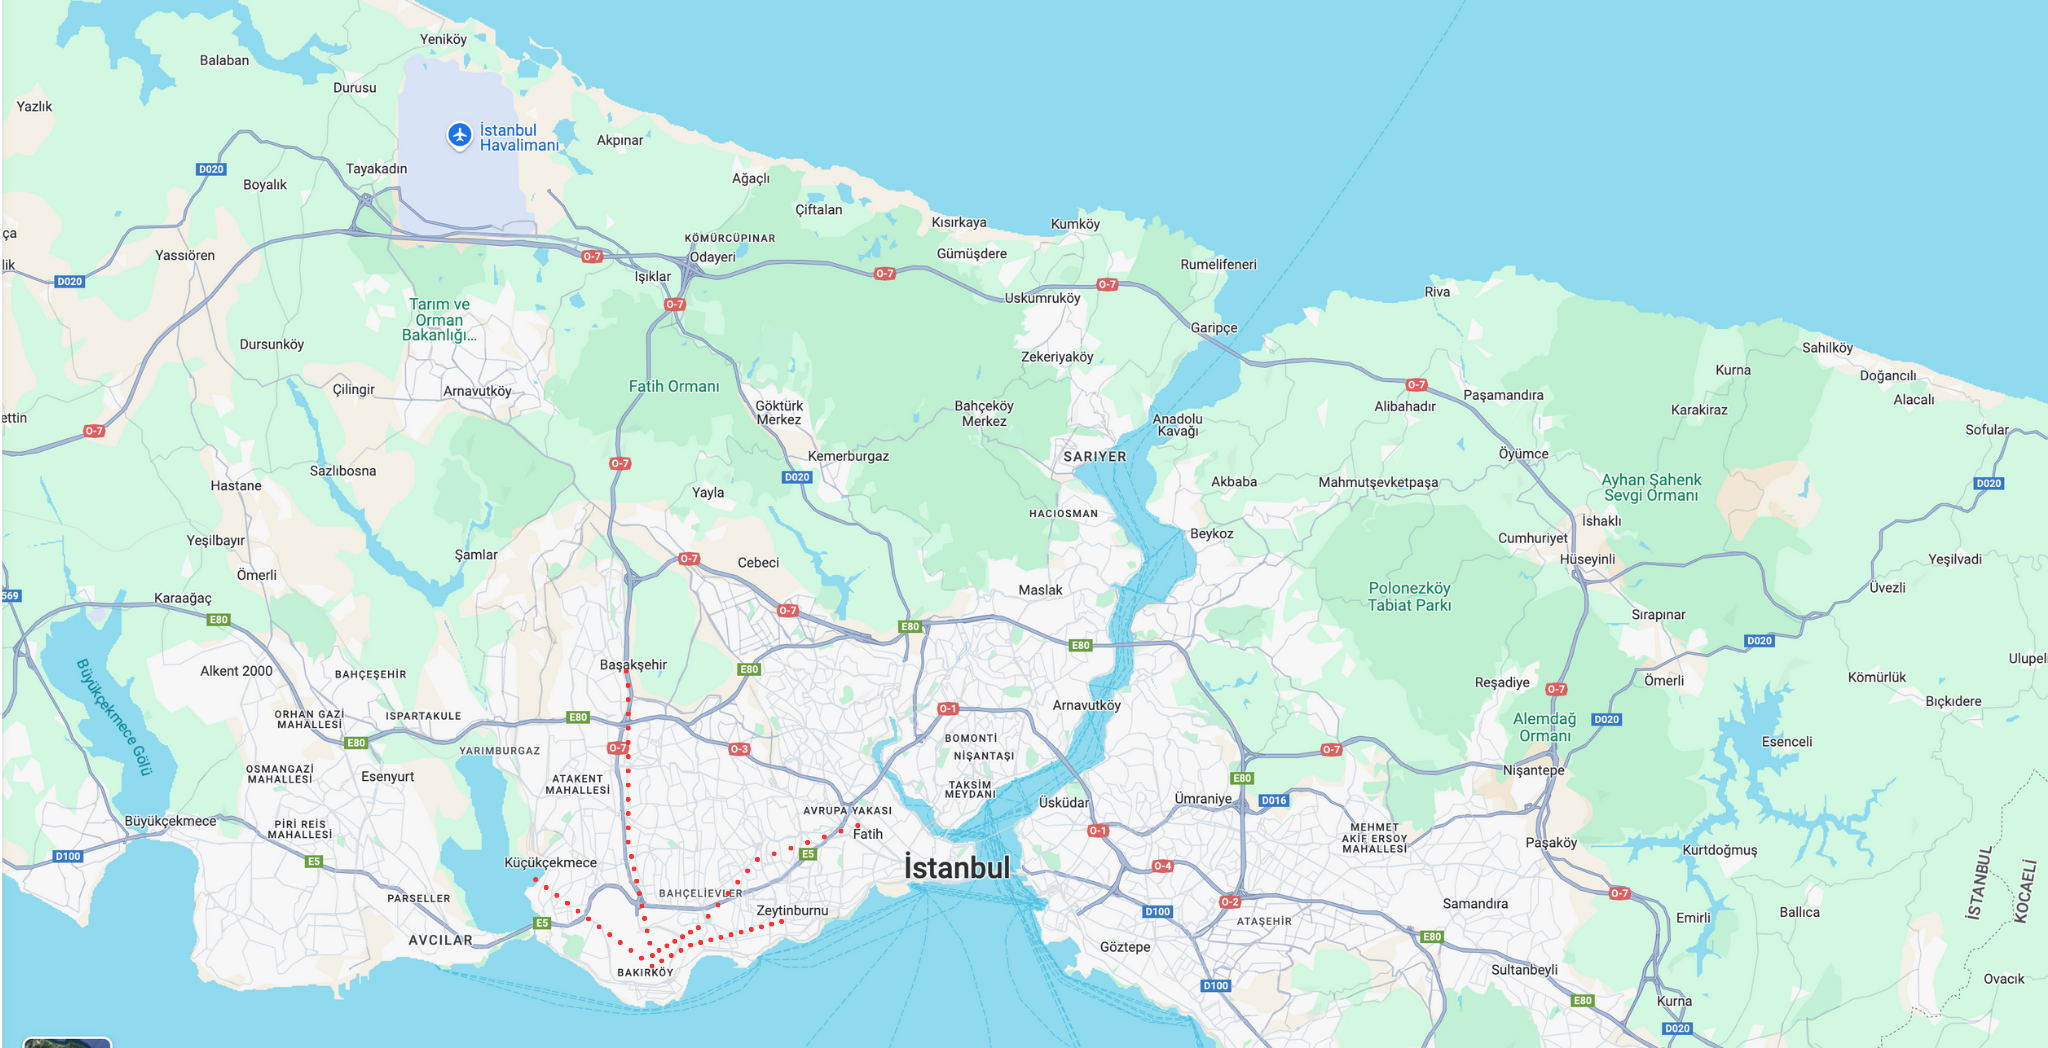 Yeniköy
Balaban
Durusu
Yazlık
İstanbul
Havalimanı
Akpınar
D020
Tayakadın
Boyalık
Ağaçlı
Çiftalan
Kısırkaya
Kumköy
ça
KÖMÜRCÜPINAR
Yassıören
O-7
Odayeri
Gümüşdere
Rumelifeneri
lik
D020
Işıklar
O-7
O-7
Riva
Tarım ve
Orman
Bakanlığı...
O-7
Uskumruköy
Garipçe
Dursunköy
Zekeriyaköy
Sahilköy
Çilingir
Arnavutköy
Fatih Ormanı
Kurna
Doğancılı
O-7
Paşamandıra
Alacalı
ettin
Göktürk
Merkez
Bahçeköy
Merkez
Anadolu
Kavağı
Alibahadır
Karakiraz
O-7
Sofular
Sazlıbosna
O-7
Kemerburgaz
SARIYER
Öyümce
Hastane
D020
Yayla
Akbaba
Mahmutşevketpaşa
Ayhan Şahenk
Sevgi Ormanı
D020
HACIOSMAN
İshaklı
Yeşilbayır
Beykoz
Cumhuriyet
Şamlar
O-7
Cebeci
Hüseyinli
Yeşilvadi
Ömerli
Maslak
Polonezköy
Tabiat Parkı
Üvezli
569
Karaağaç
E80
O-7
E80
Sırapınar
E80
D020
Başakşehir
E80
Ulupeli
Alkent 2000
BAHÇEŞEHİR
Reşadiye
O-7
Ömerli
Kömürlük
Büyükçekmece Gölü
Arnavutköy
Bıçkıdere
ORHAN GAZİ
MAHALLESİ
ISPARTAKULE
E80
O-1
Alemdağ
Ormanı
D020
E80
YARIMBURGAZ
O-7
O-3
BOMONTİ
O-7
Esenceli
NİŞANTAŞI
OSMANGAZİ
MAHALLESİ
Esenyurt
ATAKENT
MAHALLESİ
TAKSİM
MEYDANI
E80
Nişantepe
Üsküdar
Ümraniye
D016
Büyükçekmece
AVRUPA YAKASI
PİRİ REİS
MAHALLESİ
Fatih
O-1
MEHMET
AKİF ERSOY
MAHALLESİ
Paşaköy
D100
E5
Küçükçekmece
E5
İstanbul
O-4
Kurtdoğmuş
İSTANBUL
KOCAELİ
PARSELLER
BAHÇELİEVLER
O-2
O-7
Samandıra
Zeytinburnu
D100
ATAŞEHİR
Emirli
Ballıca
E5
AVCILAR
Göztepe
E80
BAKIRKÖY
D100
Sultanbeyli
Ovacık
E80
Kurna
D020